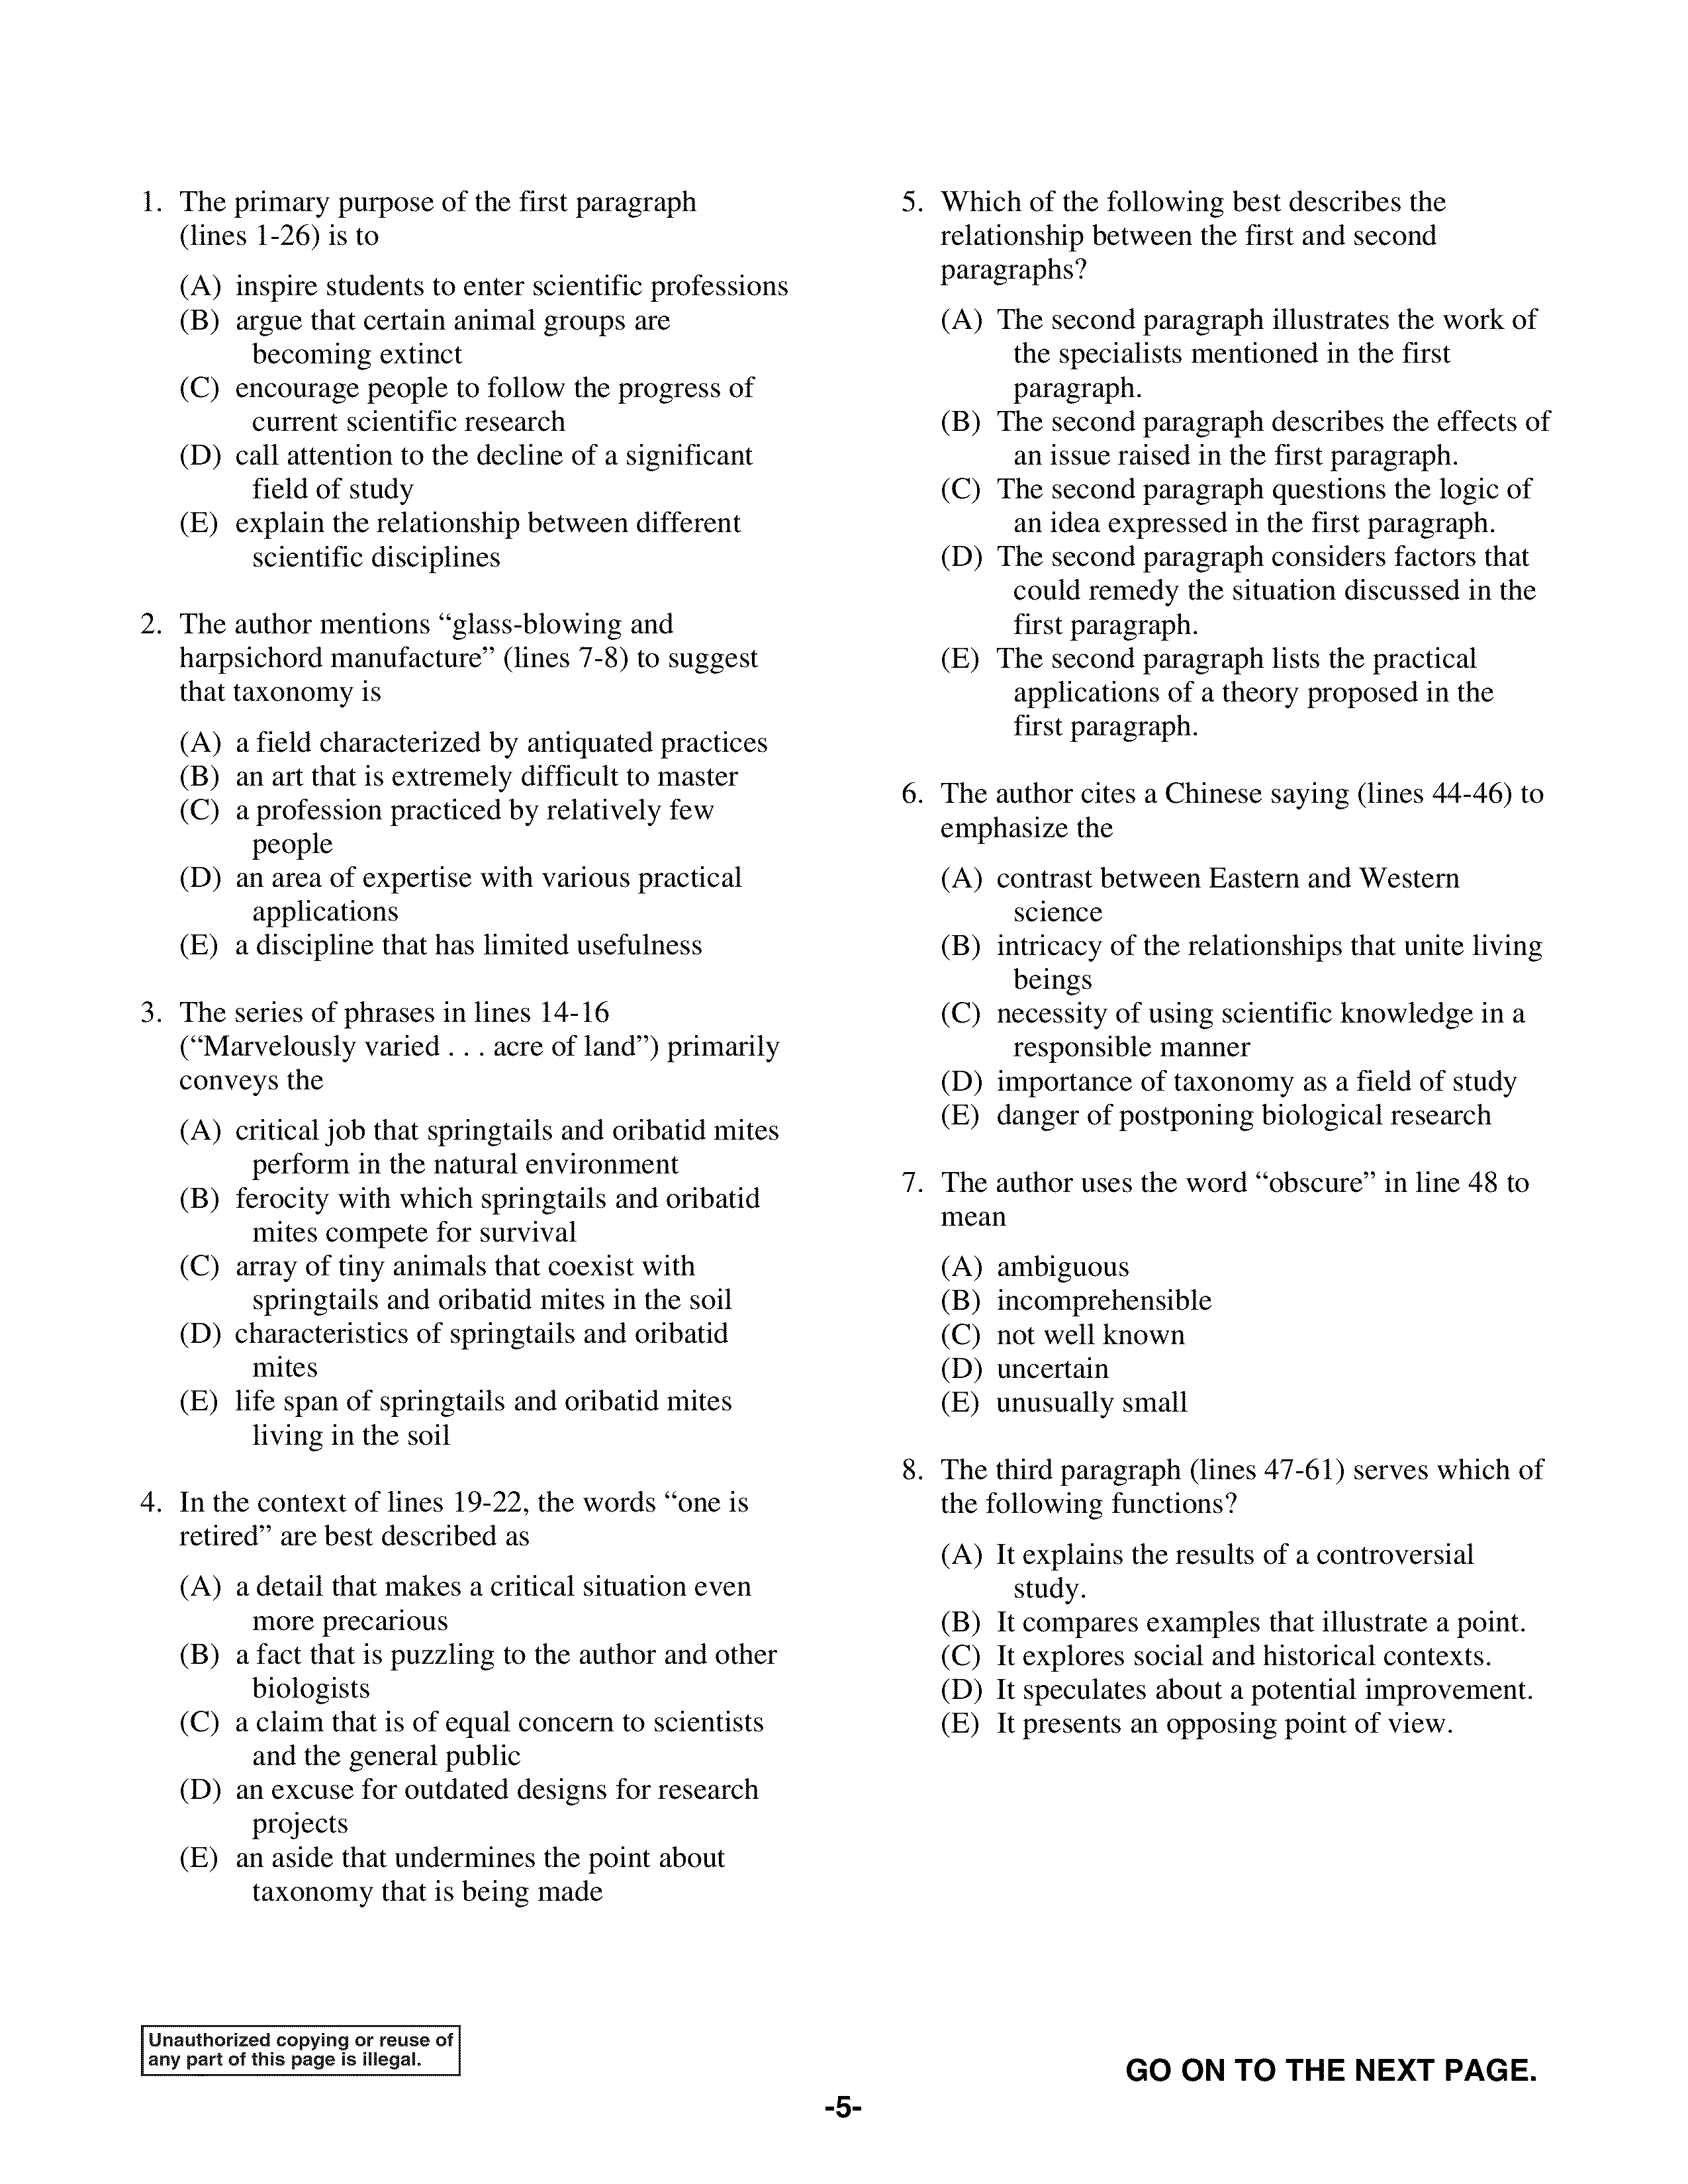 1. The primary purpose of the first paragraph
(lines 1-26) is to
(A) inspire students to enter scientific professions
(B) argue that certain animal groups are
becoming extinct
(C) encourage people to follow the progress of
current scientific research
(D) call attention to the decline of a significant
field of study
(E) explain the relationship between different
scientific disciplines
2. The author mentions “glass-blowing and
harpsichord manufacture” (lines 7-8) to suggest
that taxonomy is
(A) a field characterized by antiquated practices
(B) an art that is extremely difficult to master
(C) a profession practiced by relatively few
people
(D) an area of expertise with various practical
applications
(E) a discipline that has limited usefulness
3. The series of phrases in lines 14-16
(“Marvelously varied . . . acre of land”) primarily
conveys the
(A) critical job that springtails and oribatid mites
perform in the natural environment
(B) ferocity with which springtails and oribatid
mites compete for survival
(C) array of tiny animals that coexist with
springtails and oribatid mites in the soil
(D) characteristics of springtails and oribatid
mites
(E) life span of springtails and oribatid mites
living in the soil
4. In the context of lines 19-22, the words “one is
retired” are best described as
(A) a detail that makes a critical situation even
more precarious
(B) a fact that is puzzling to the author and other
biologists
(C) a claim that is of equal concern to scientists
and the general public
(D) an excuse for outdated designs for research
projects
(E) an aside that undermines the point about
taxonomy that is being made
5. Which of the following best describes the
relationship between the first and second
paragraphs?
(A) The second paragraph illustrates the work of
the specialists mentioned in the first
paragraph.
(B) The second paragraph describes the effects of
an issue raised in the first paragraph.
(C) The second paragraph questions the logic of
an idea expressed in the first paragraph.
(D) The second paragraph considers factors that
could remedy the situation discussed in the
first paragraph.
(E) The second paragraph lists the practical
applications of a theory proposed in the
first paragraph.
6. The author cites a Chinese saying (lines 44-46) to
emphasize the
(A) contrast between Eastern and Western
science
(B) intricacy of the relationships that unite living
beings
(C) necessity of using scientific knowledge in a
responsible manner
(D) importance of taxonomy as a field of study
(E) danger of postponing biological research
7. The author uses the word “obscure” in line 48 to
mean
(A) ambiguous
(B) incomprehensible
(C) not well known
(D) uncertain
(E) unusually small
8. The third paragraph (lines 47-61) serves which of
the following functions?
(A) It explains the results of a controversial
study.
(B) It compares examples that illustrate a point.
(C) It explores social and historical contexts.
(D) It speculates about a potential improvement.
(E) It presents an opposing point of view.
Unauthorized copying or reuse of
any part of this page is illegal.
GO ON TO THE NEXT PAGE.
-5-